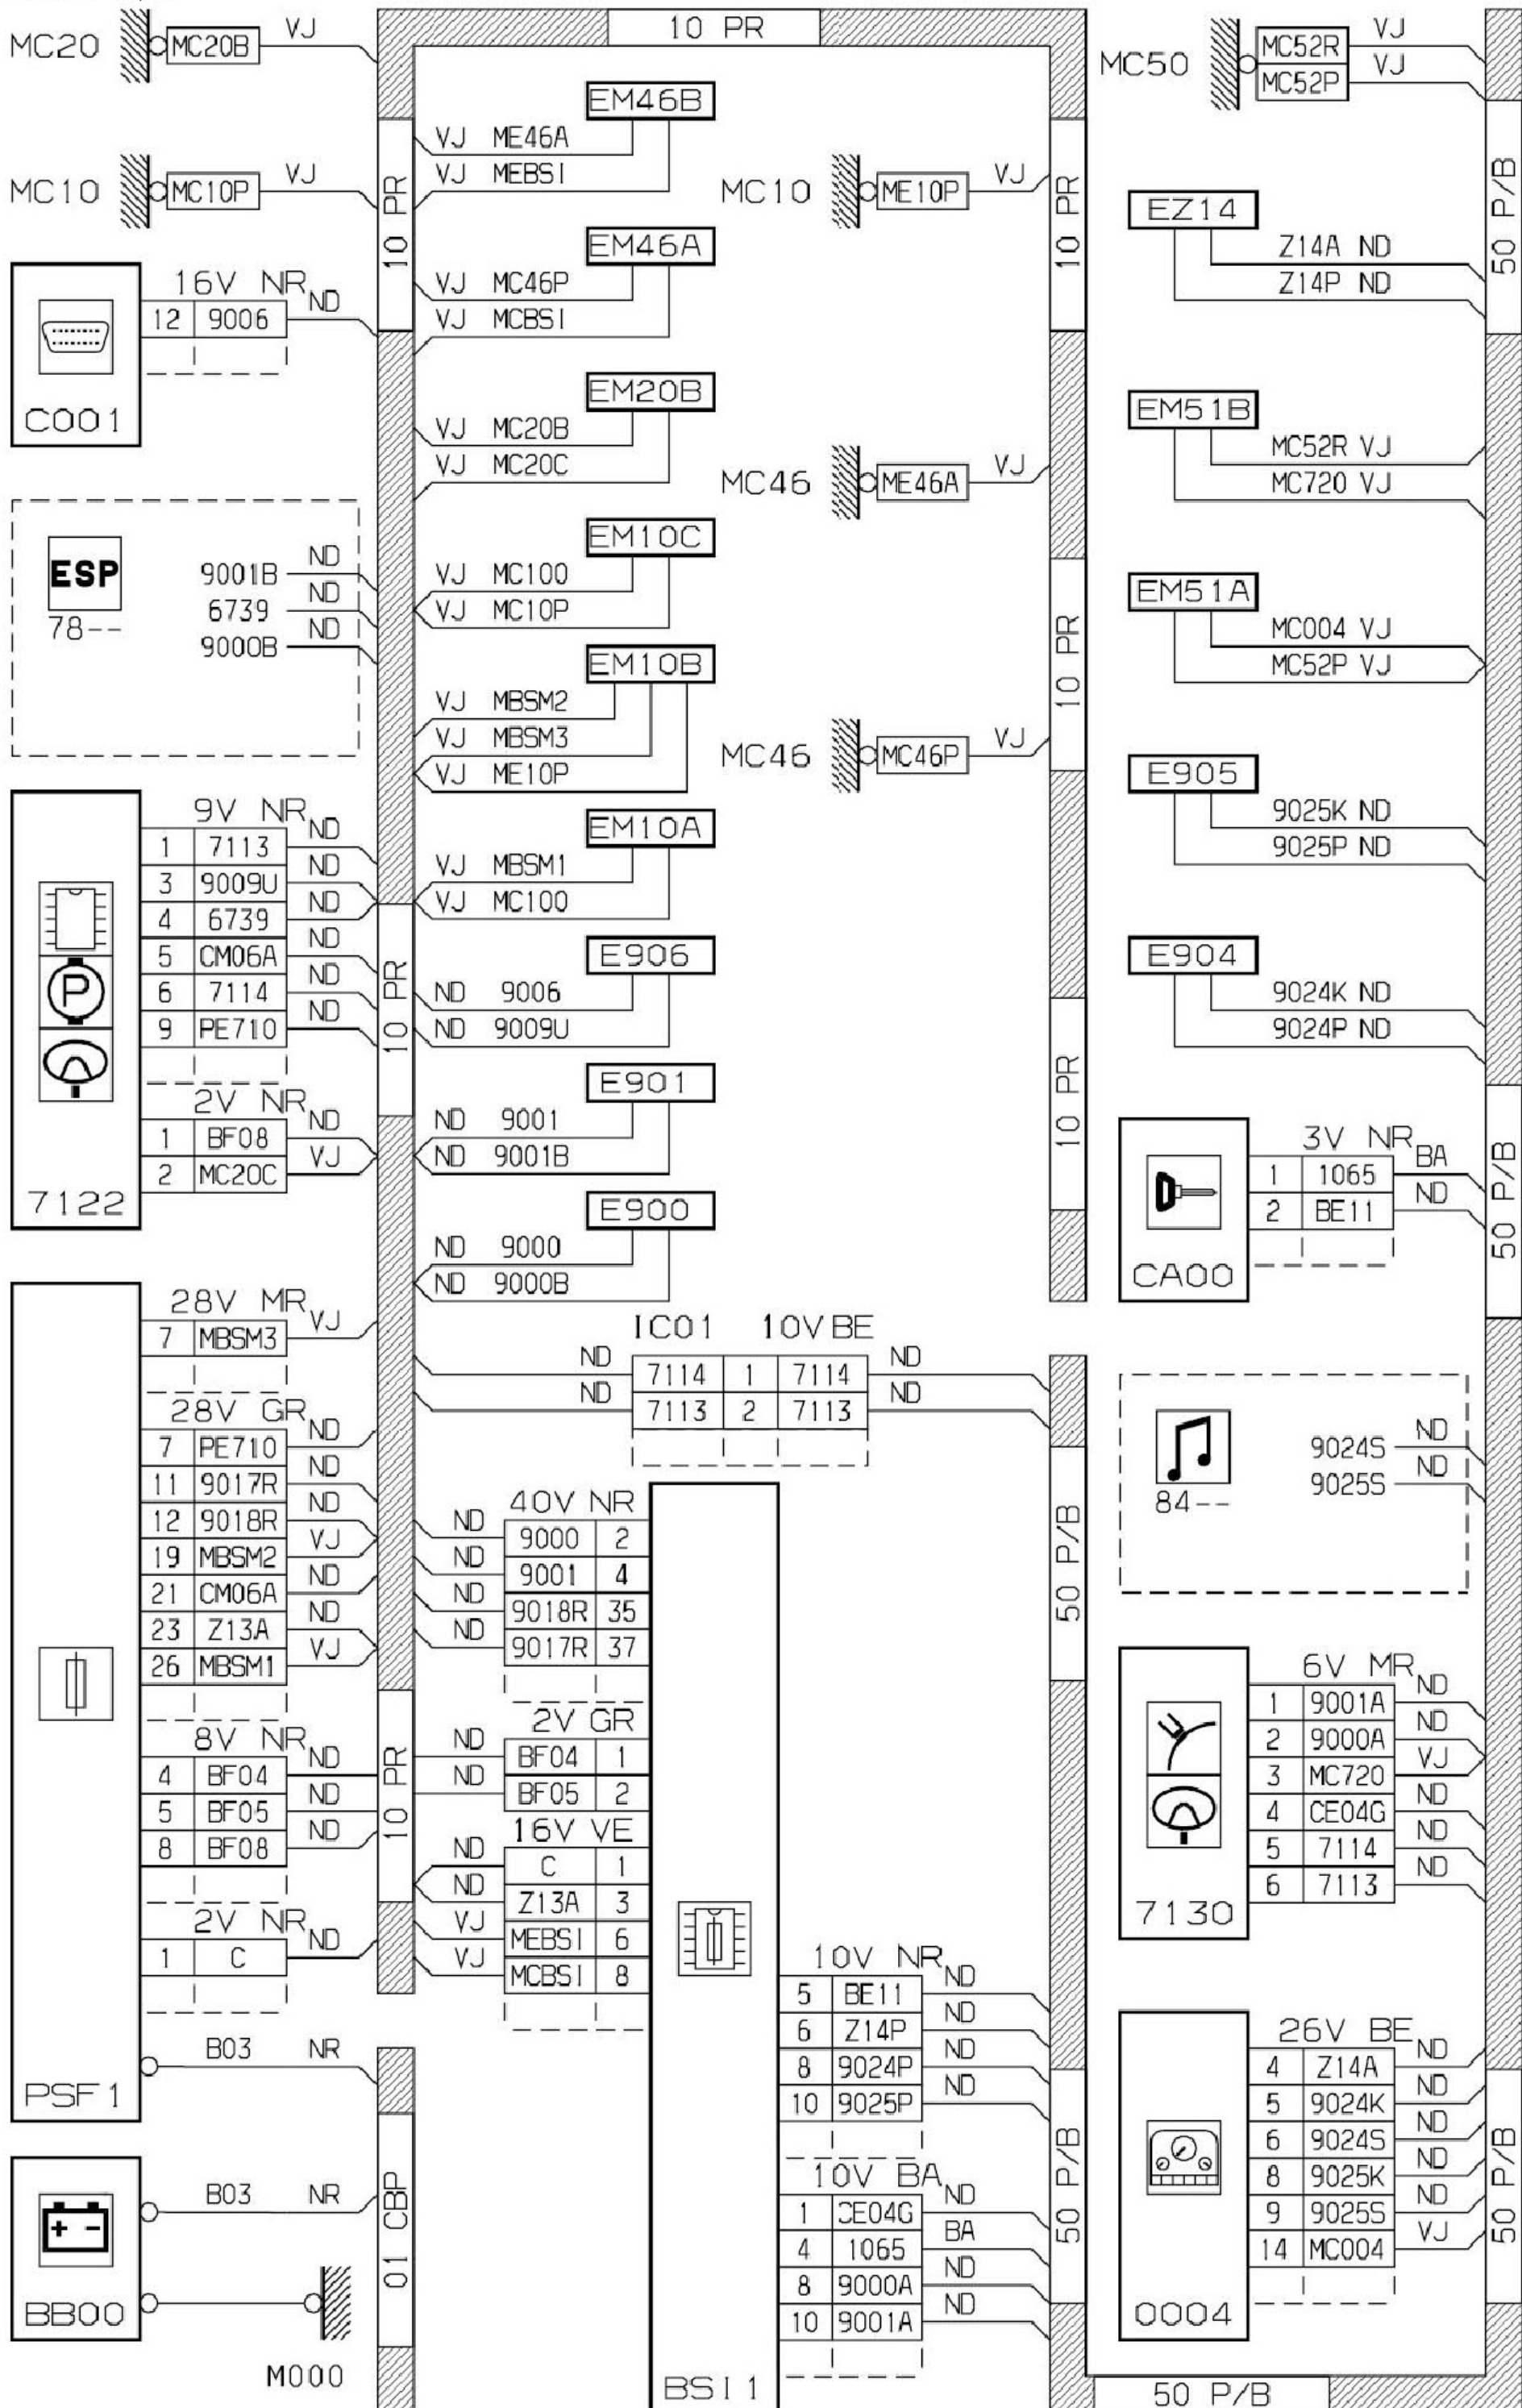 10 PR
MC20 MC20B VJ
MC10 MC10P VJ
16V NR
12 9006 ND
C001
ESP
78--
9001B ND
6739 ND
9000B ND
9V NR
1 7113 ND
3 9009U ND
4 6739 ND
5 CM06A ND
6 7114 ND
9 PE710 ND
2V NR
1 BF08 ND
2 MC20C VJ
7122
28V MR
7 MBSM3 VJ
28V GR
7 PE710 ND
11 9017R ND
12 9018R ND
19 MBSM2 VJ
21 CM06A ND
23 Z13A ND
26 MBSM1 VJ
8V NR
4 BF04 ND
5 BF05 ND
8 BF08 ND
2V NR
1 C ND
B03 NR
PSF1
B03 NR
BB00
M000
10 PR
10 PR
10 PR
01 CBP
EM46B
VJ ME46A
VJ MEBSI
EM46A
VJ MC46P
VJ MCBSI
EM20B
VJ MC20B
VJ MC20C
EM10C
VJ MC100
VJ MC10P
EM10B
VJ MBSM2
VJ MBSM3
VJ ME10P
EM10A
VJ MBSM1
VJ MC100
E906
ND 9006
ND 9009U
E901
ND 9001
ND 9001B
E900
ND 9000
ND 9000B
MC10 ME10P VJ
MC46 ME46A VJ
MC46 MC46P VJ
10 PR
10 PR
10 PR
IC01 10V BE
ND 7114 1 7114 ND
ND 7113 2 7113 ND
40V NR
ND 9000 2
ND 9001 4
ND 9018R 35
ND 9017R 37
2V GR
ND BF04 1
ND BF05 2
16V VE
ND C 1
ND Z13A 3
VJ MEBSI 6
VJ MCBSI 8
10V NR
5 BE11 ND
6 Z14P ND
8 9024P ND
10 9025P ND
10V BA
1 CE04G ND
4 1065 BA
8 9000A ND
10 9001A ND
BSI1
50 P/B
50 P/B
MC50 MC52R VJ
MC52P VJ
EZ14
Z14A ND
Z14P ND
EM51B
MC52R VJ
MC720 VJ
EM51A
MC004 VJ
MC52P VJ
E905
9025K ND
9025P ND
E904
9024K ND
9024P ND
3V NR
1 1065 BA
2 BE11 ND
CA00
84--
9024S ND
9025S ND
6V MR
1 9001A ND
2 9000A ND
3 MC720 VJ
4 CE04G ND
5 7114 ND
6 7113 ND
7130
26V BE
4 Z14A ND
5 9024K ND
6 9024S ND
8 9025K ND
9 9025S ND
14 MC004 VJ
0004
50 P/B
50 P/B
50 P/B
50 P/B